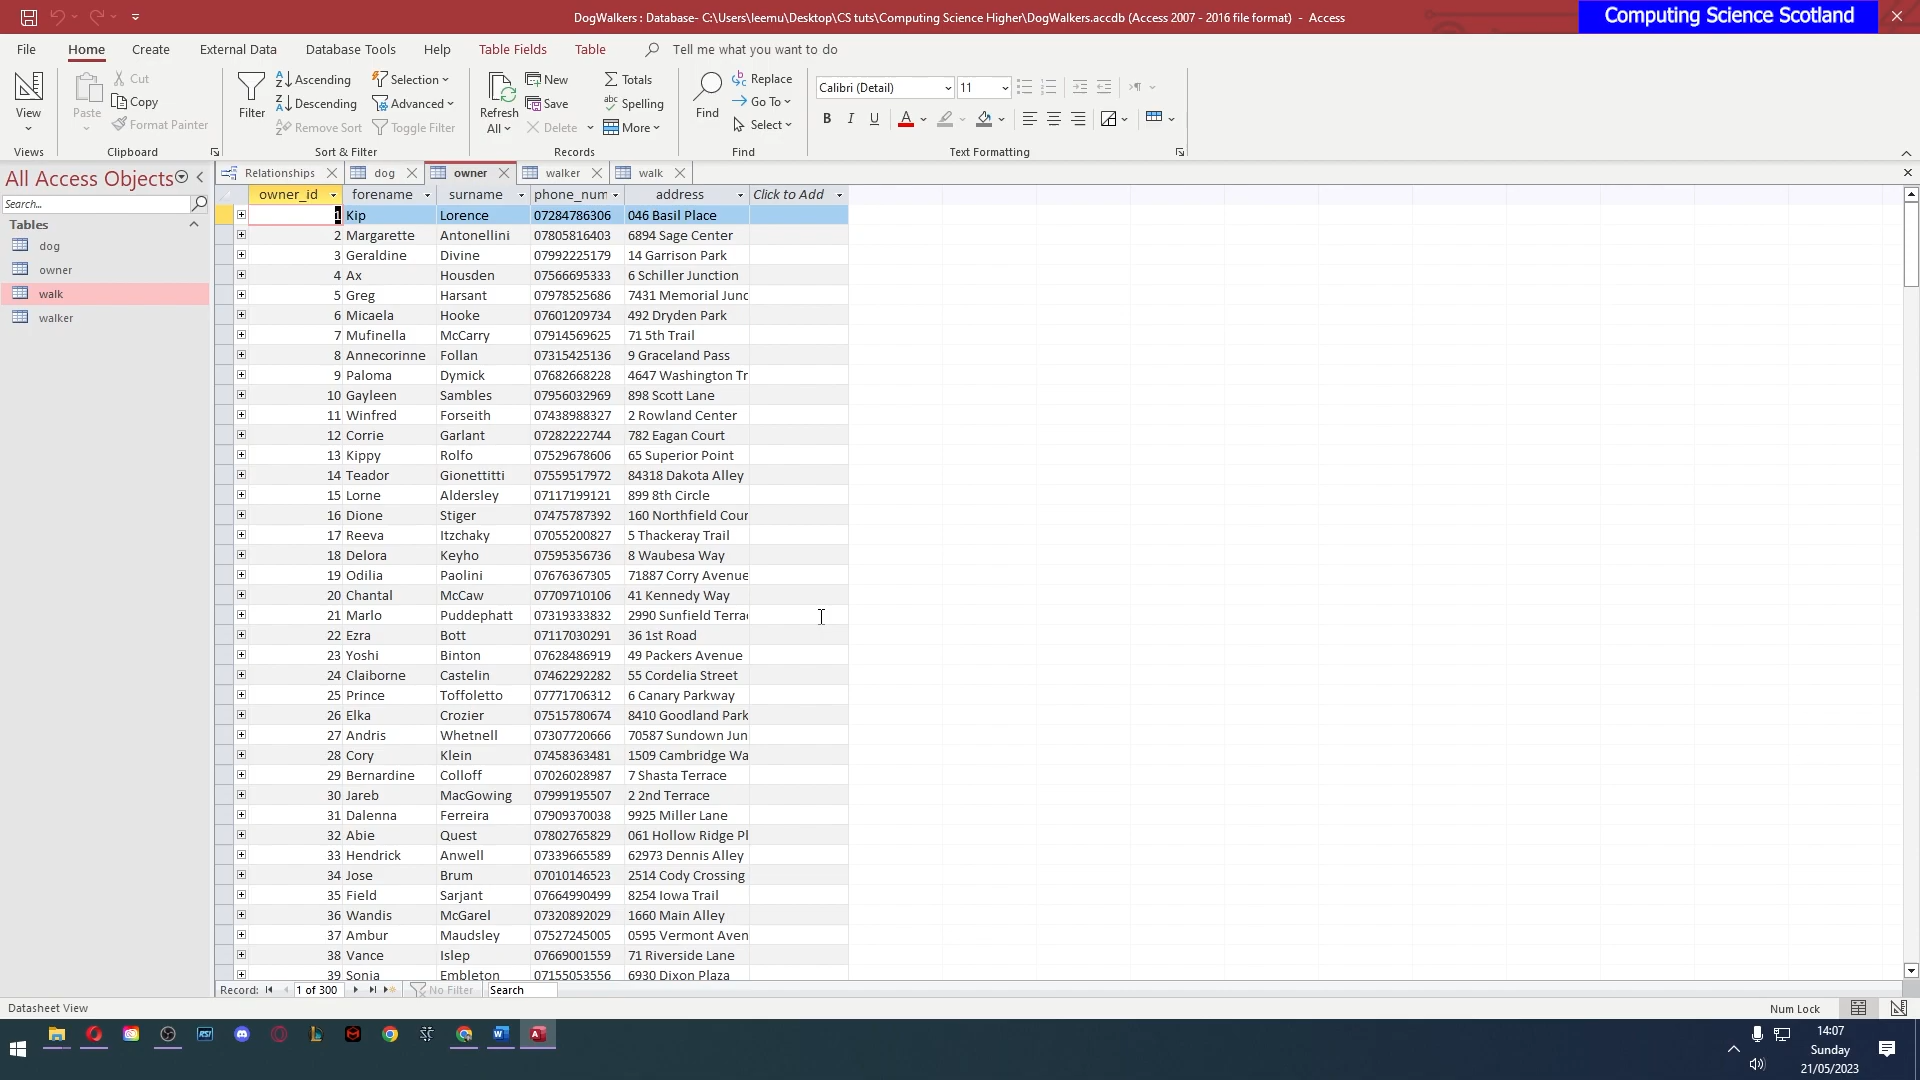 DogWalkers : Database- C:\Users\leemu\Desktop\CS tuts\Computing Science Higher\DogWalkers.accdb (Access 2007 - 2016 file format) - Access
Computing Science Scotland
File Home Create External Data Database Tools Help Table Fields Table Tell me what you want to do
View
Views
Paste
Cut
Copy
Format Painter
Clipboard
Filter
Ascending
Descending
Remove Sort
Selection
Advanced
Toggle Filter
Sort & Filter
Refresh
All
New
Save
Delete
Totals
Spelling
More
Records
Find
Replace
Go To
Select
Find
Calibri (Detail) 11
B I U A
Text Formatting
All Access Objects
Search...
Tables
dog
owner
walk
walker
Relationships dog owner walker walk
owner_id forename surname phone_num address Click to Add
1 Kip Lorence 07284786306 046 Basil Place
2 Margarette Antonellini 07805816403 6894 Sage Center
3 Geraldine Divine 07992225179 14 Garrison Park
4 Ax Housden 07566695333 6 Schiller Junction
5 Greg Harsant 07978525686 7431 Memorial Junc
6 Micaela Hooke 07601209734 492 Dryden Park
7 Mufinella McCarry 07914569625 71 5th Trail
8 Annecorinne Follan 07315425136 9 Graceland Pass
9 Paloma Dymick 07682668228 4647 Washington Tr
10 Gayleen Sambles 07956032969 898 Scott Lane
11 Winfred Forseith 07438988327 2 Rowland Center
12 Corrie Garlant 07282222744 782 Eagan Court
13 Kippy Rolfo 07529678606 65 Superior Point
14 Teador Gionettitti 07559517972 84318 Dakota Alley
15 Lorne Aldersley 07117199121 899 8th Circle
16 Dione Stiger 07475787392 160 Northfield Cour
17 Reeva Itzchaky 07055200827 5 Thackeray Trail
18 Delora Keyho 07595356736 8 Waubesa Way
19 Odilia Paolini 07676367305 71887 Corry Avenue
20 Chantal McCaw 07709710106 41 Kennedy Way
21 Marlo Puddephatt 07319333832 2990 Sunfield Terra
22 Ezra Bott 07117030291 36 1st Road
23 Yoshi Binton 07628486919 49 Packers Avenue
24 Claiborne Castelin 07462292282 55 Cordelia Street
25 Prince Toffoletto 07771706312 6 Canary Parkway
26 Elka Crozier 07515780674 8410 Goodland Park
27 Andris Whetnell 07307720666 70587 Sundown Jun
28 Cory Klein 07458363481 1509 Cambridge Wa
29 Bernardine Colloff 07026028987 7 Shasta Terrace
30 Jareb MacGowing 07999195507 2 2nd Terrace
31 Dalenna Ferreira 07909370038 9925 Miller Lane
32 Abie Quest 07802765829 061 Hollow Ridge Pl
33 Hendrick Anwell 07339665589 62973 Dennis Alley
34 Jose Brum 07010146523 2514 Cody Crossing
35 Field Sarjant 07664990499 8254 Iowa Trail
36 Wandis McGarel 07320892029 1660 Main Alley
37 Ambur Maudsley 07527245005 0595 Vermont Aven
38 Vance Islep 07669001559 71 Riverside Lane
39 Sonia Embleton 07155053556 6930 Dixon Plaza
Record: 1 of 300 No Filter Search
Datasheet View
Num Lock
14:07
Sunday
21/05/2023